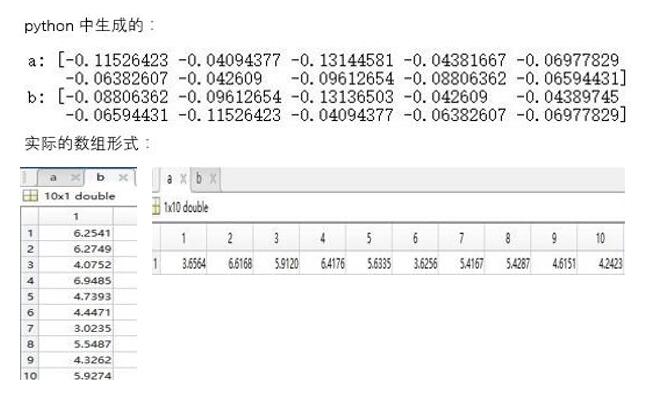 python 中生成的：
a: [-0.11526423 -0.04094377 -0.13144581 -0.04381667 -0.06977829
-0.06382607 -0.042609 -0.09612654 -0.08806362 -0.06594431]
b: [-0.08806362 -0.09612654 -0.13136503 -0.042609 -0.04389745
-0.06594431 -0.11526423 -0.04094377 -0.06382607 -0.06977829]
实际的数组形式：
a × b ×
10x1 double
1
1 6.2541
2 6.2749
3 4.0752
4 6.9485
5 4.7393
6 4.4471
7 3.0235
8 5.5487
9 4.3262
10 5.9274
a × b ×
1x10 double
1 2 3 4 5 6 7 8 9 10
1 3.6564 6.6168 5.9120 6.4176 5.6335 3.6256 5.4167 5.4287 4.6151 4.2423